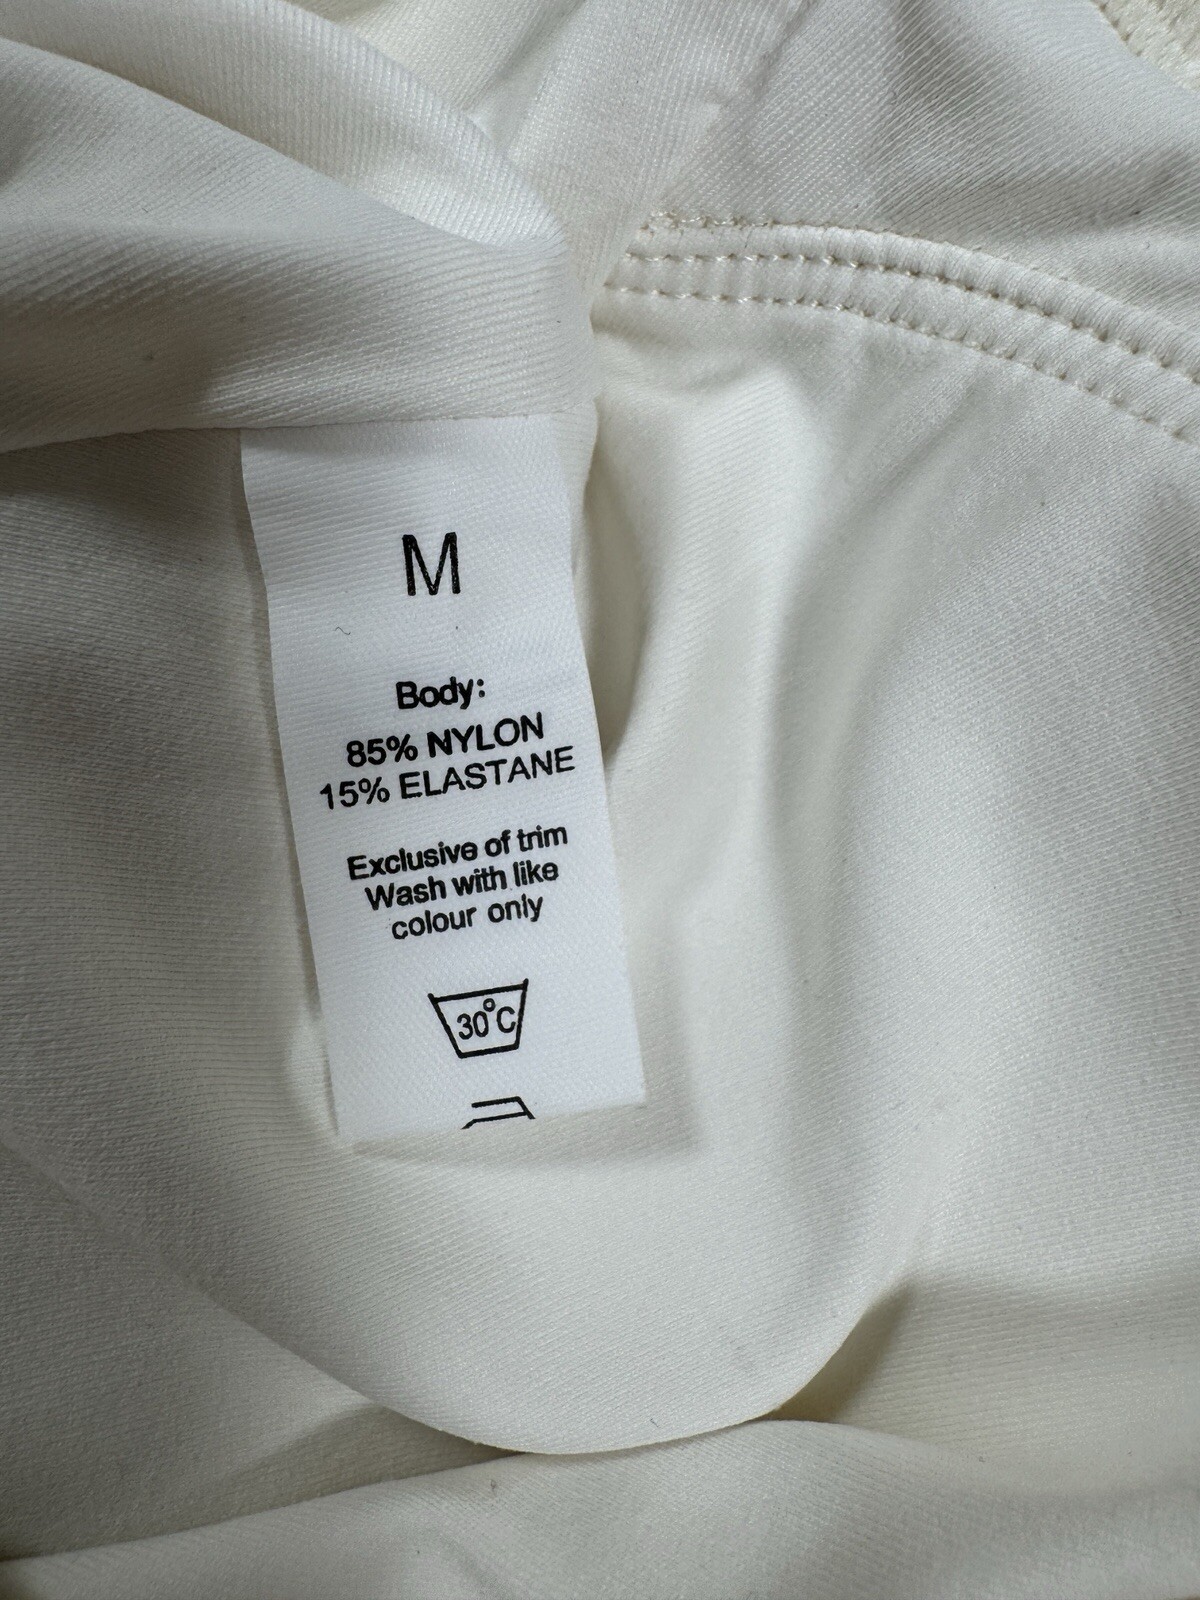 M
Body:
85% NYLON
15% ELASTANE
Exclusive of trim
Wash with like
colour only
30°C